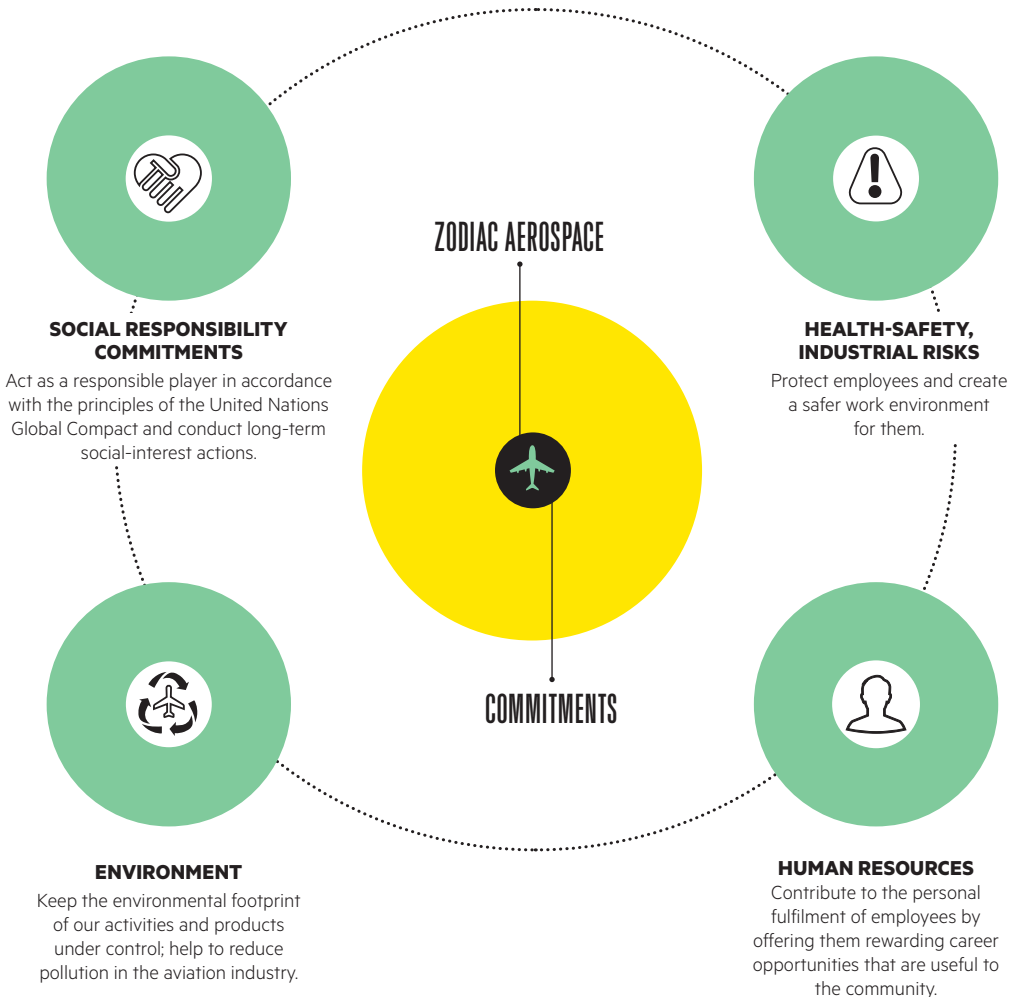 ZODIAC AEROSPACE
SOCIAL RESPONSIBILITY
COMMITMENTS
Act as a responsible player in accordance
with the principles of the United Nations
Global Compact and conduct long-term
social-interest actions.
HEALTH-SAFETY,
INDUSTRIAL RISKS
Protect employees and create
a safer work environment
for them.
COMMITMENTS
ENVIRONMENT
Keep the environmental footprint
of our activities and products
under control; help to reduce
pollution in the aviation industry.
HUMAN RESOURCES
Contribute to the personal
fulfilment of employees by
offering them rewarding career
opportunities that are useful to
the community.